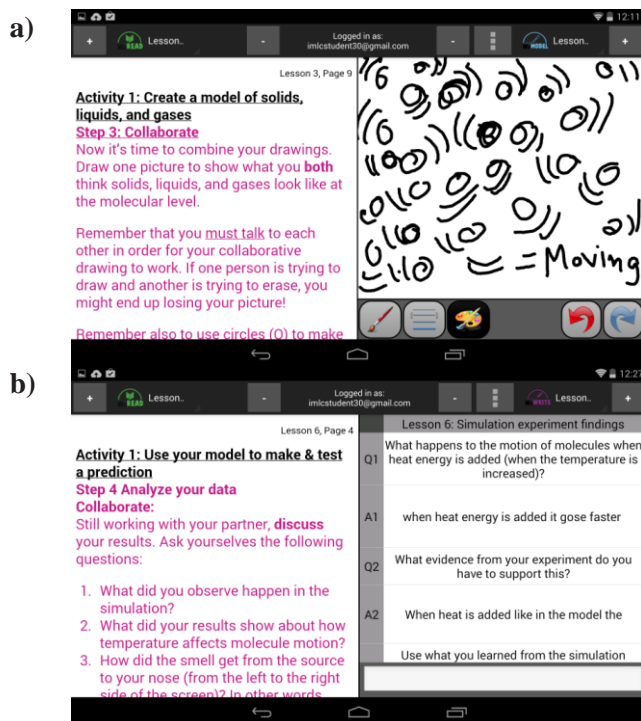 a)
12:11
+
READ
Lesson..
-
Logged in as:
imlcstudent30@gmail.com
-
MODEL
Lesson..
+
Lesson 3, Page 9
Activity 1: Create a model of solids,
liquids, and gases
Step 3: Collaborate
Now it's time to combine your drawings.
Draw one picture to show what you both
think solids, liquids, and gases look like at
the molecular level.
Remember that you must talk to each
other in order for your collaborative
drawing to work. If one person is trying to
draw and another is trying to erase, you
might end up losing your picture!
Remember also to use circles (O) to make
= Moving
b)
12:27
+
READ
Lesson..
-
Logged in as:
imlcstudent30@gmail.com
-
WRITE
Lesson..
+
Lesson 6, Page 4
Activity 1: Use your model to make & test
a prediction
Step 4 Analyze your data
Collaborate:
Still working with your partner, discuss
your results. Ask yourselves the following
questions:
1. What did you observe happen in the
simulation?
2. What did your results show about how
temperature affects molecule motion?
3. How did the smell get from the source
to your nose (from the left to the right
side of the screen)? In other words
Lesson 6: Simulation experiment findings
Q1
What happens to the motion of molecules when
heat energy is added (when the temperature is
increased)?
A1
when heat energy is added it gose faster
Q2
What evidence from your experiment do you
have to support this?
A2
When heat is added like in the model the
Use what you learned from the simulation